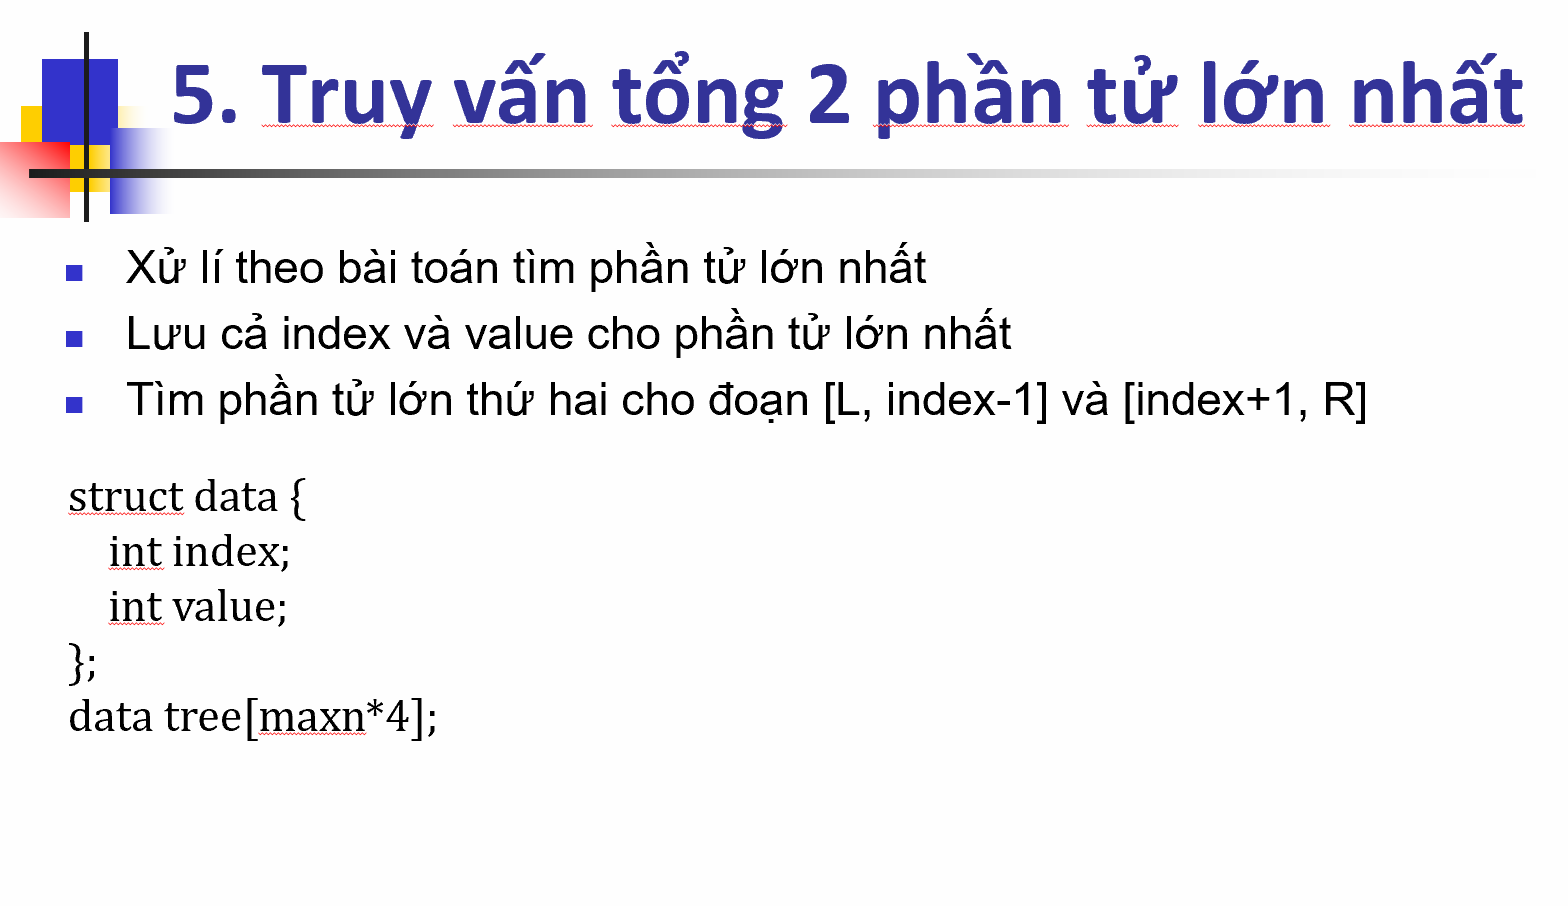 5. Truy vấn tổng 2 phần tử lớn nhất
Xử lí theo bài toán tìm phần tử lớn nhất
Lưu cả index và value cho phần tử lớn nhất
Tìm phần tử lớn thứ hai cho đoạn [L, index-1] và [index+1, R]
struct data {
int index;
int value;
};
data tree[maxn*4];